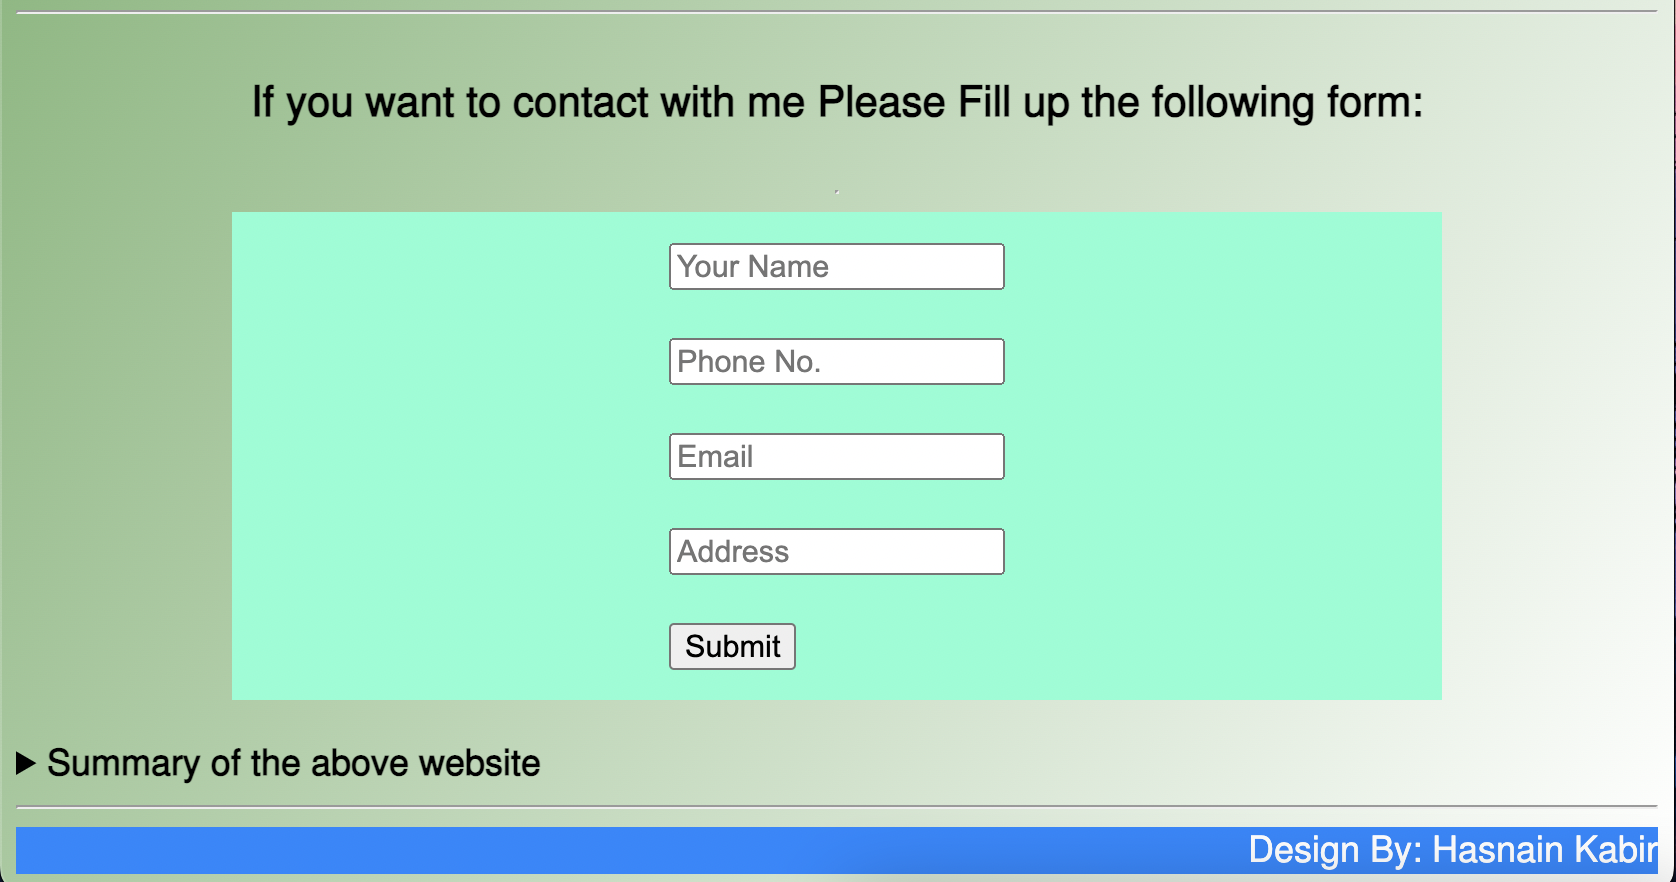 If you want to contact with me Please Fill up the following form:
Your Name
Phone No.
Email
Address
Submit
Summary of the above website
Design By: Hasnain Kabir